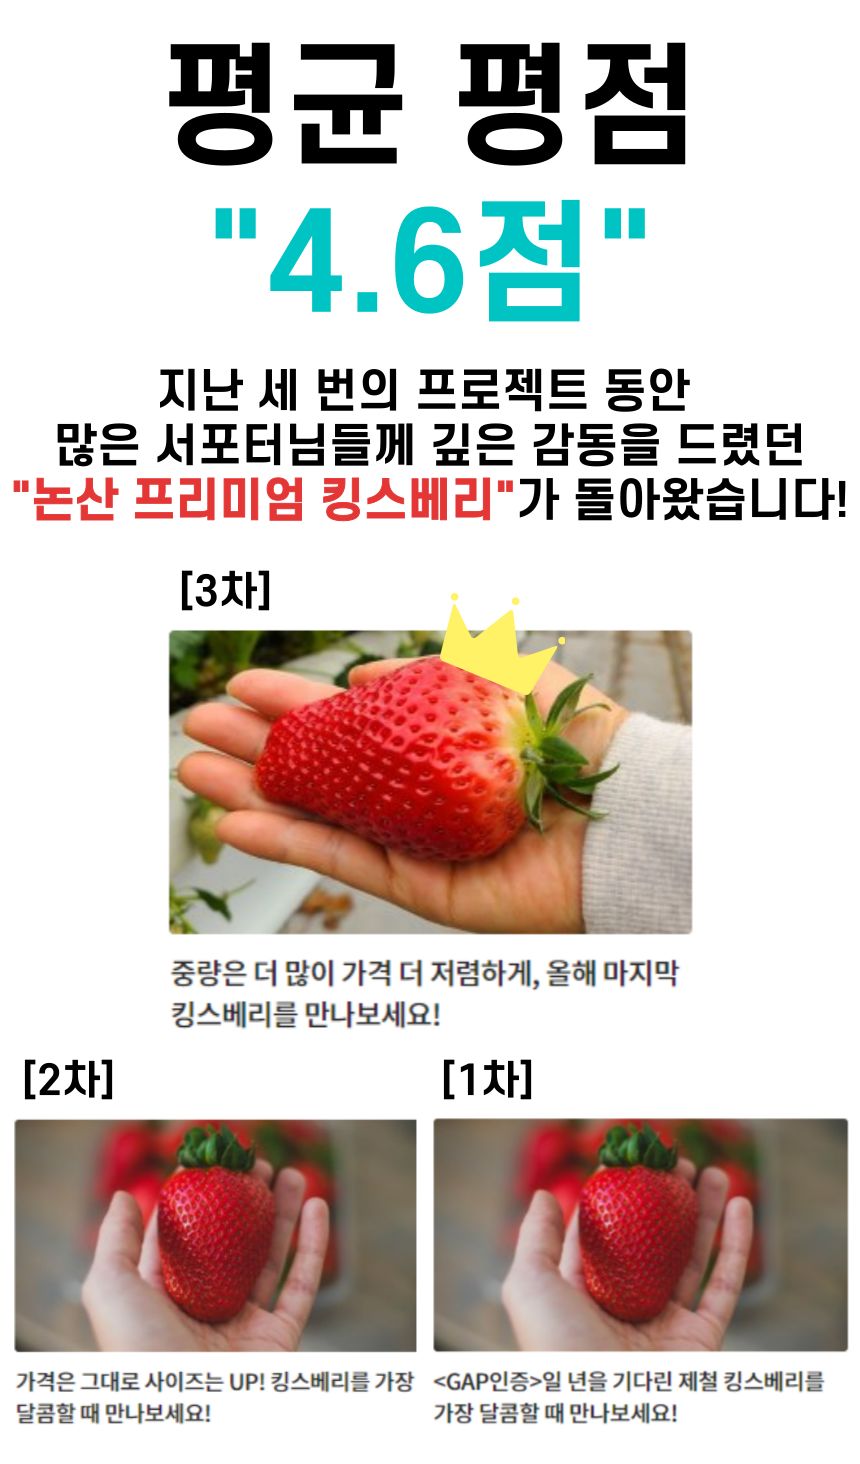 평균 평점
"4.6점"
지난 세 번의 프로젝트 동안
많은 서포터님들께 깊은 감동을 드렸던
"논산 프리미엄 킹스베리"가 돌아왔습니다!
[3차]
중량은 더 많이 가격 더 저렴하게, 올해 마지막
킹스베리를 만나보세요!
[2차]
가격은 그대로 사이즈는 UP! 킹스베리를 가장
달콤할 때 만나보세요!
[1차]
<GAP인증>일 년을 기다린 제철 킹스베리를
가장 달콤할 때 만나보세요!